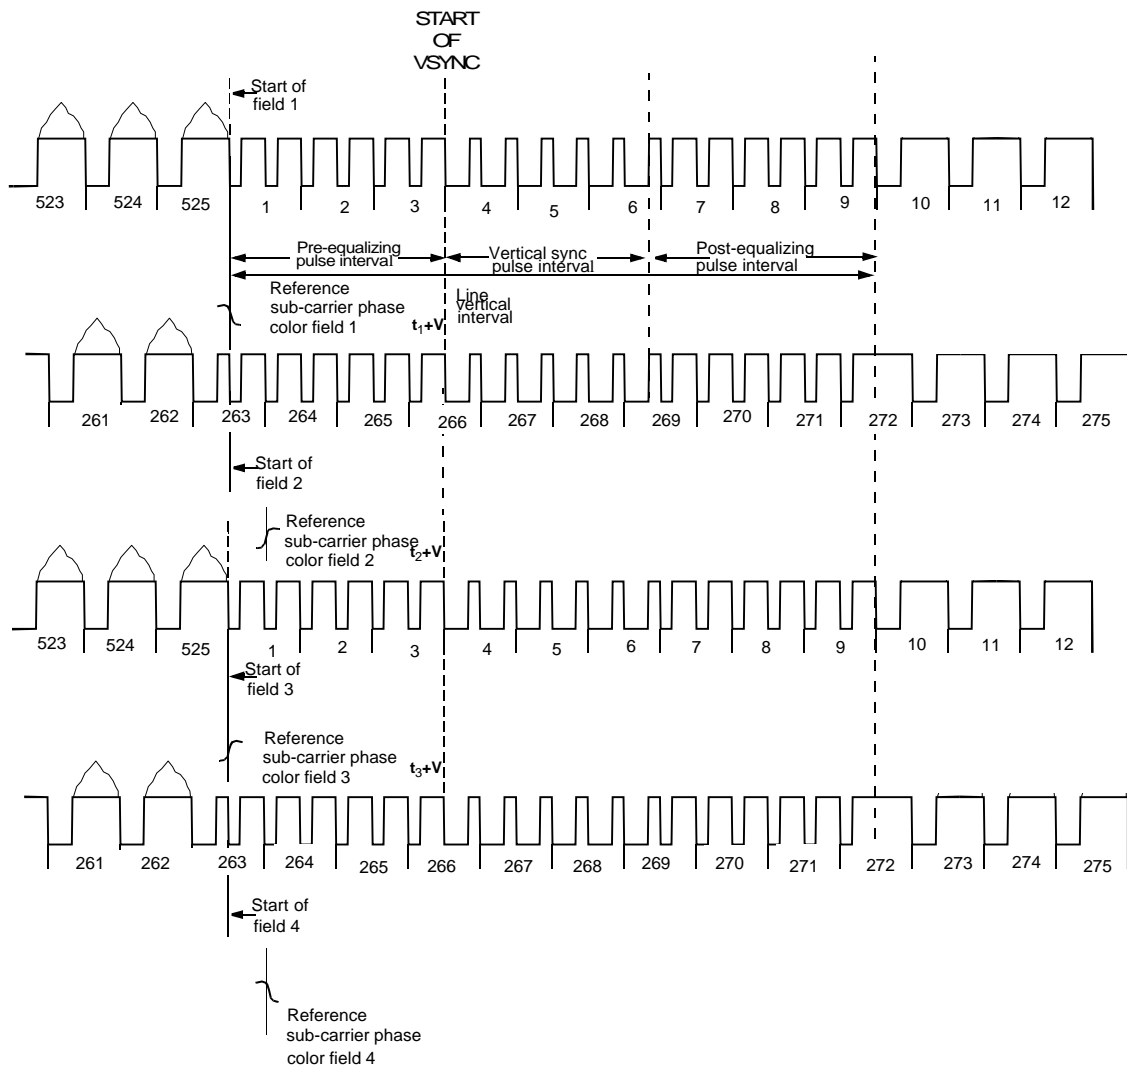 START
OF
VSYNC
Start of
field 1
523 524 525 1 2 3 4 5 6 7 8 9 10 11 12
Pre-equalizing
pulse interval
Vertical sync
pulse interval
Post-equalizing
pulse interval
Reference
sub-carrier phase
color field 1
t1+V
Line
vertical
interval
261 262 263 264 265 266 267 268 269 270 271 272 273 274 275
Start of
field 2
Reference
sub-carrier phase
color field 2
t2+V
523 524 525 1 2 3 4 5 6 7 8 9 10 11 12
Start of
field 3
Reference
sub-carrier phase
color field 3
t3+V
261 262 263 264 265 266 267 268 269 270 271 272 273 274 275
Start of
field 4
Reference
sub-carrier phase
color field 4